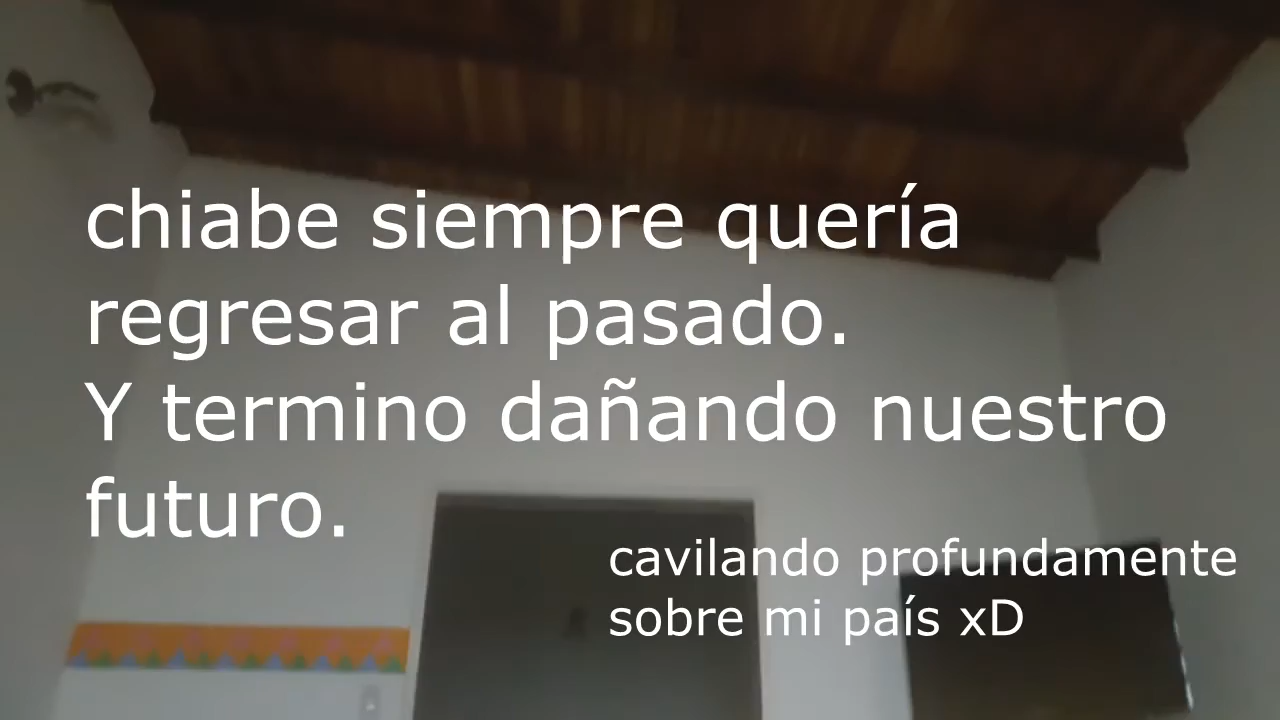 chiabe siempre quería
regresar al pasado.
Y termino dañando nuestro
futuro.
cavilando profundamente
sobre mi país xD